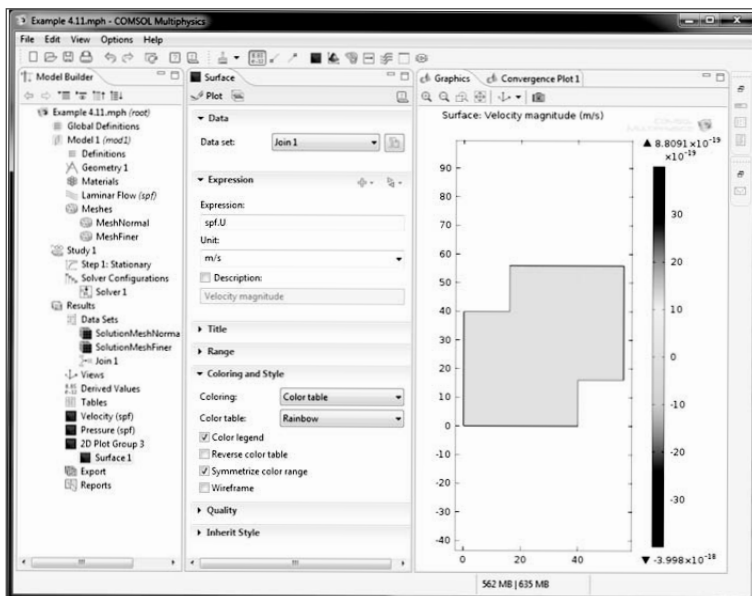 Example 4.11.mph - COMSOL Multiphysics
File Edit View Options Help
Model Builder
Example 4.11.mph (root)
Global Definitions
Model 1 (mod1)
Definitions
Geometry 1
Materials
Laminar Flow (spf)
Meshes
MeshNormal
MeshFiner
Study 1
Step 1: Stationary
Solver Configurations
Solver 1
Results
Data Sets
SolutionMeshNorma
SolutionMeshFiner
Join 1
Views
Derived Values
Tables
Velocity (spf)
Pressure (spf)
2D Plot Group 3
Surface 1
Export
Reports
Surface
Plot
Data
Data set: Join 1
Expression
Expression:
spf.U
Unit:
m/s
Description:
Velocity magnitude
Title
Range
Coloring and Style
Coloring: Color table
Color table: Rainbow
Color legend
Reverse color table
Symmetrize color range
Wireframe
Quality
Inherit Style
Graphics Convergence Plot 1
Surface: Velocity magnitude (m/s)
▲ 8.8091×10⁻¹⁹
×10⁻¹⁹
90
80
70
60
50
40
30
20
10
0
-10
-20
-30
-40
0 20 40
30
20
10
0
-10
-20
-30
▼ -3.998×10⁻¹⁸
562 MB | 635 MB